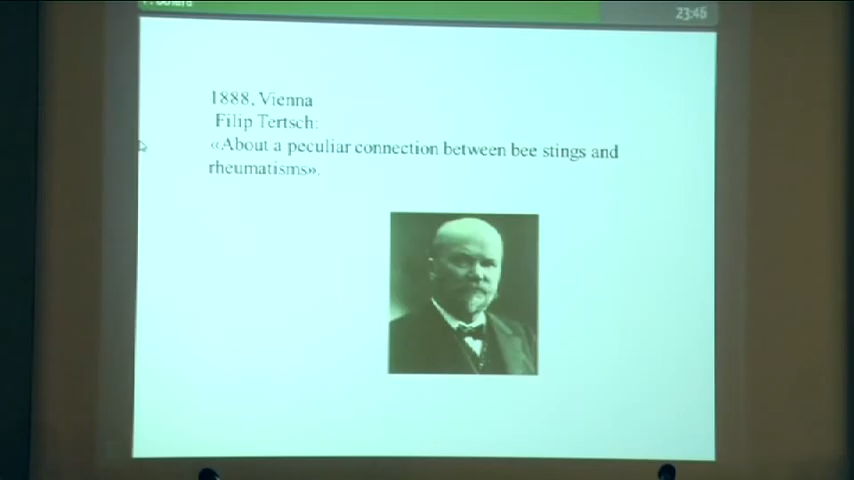 23:46
1888, Vienna
Filip Tertsch:
«About a peculiar connection between bee stings and
rheumatisms».